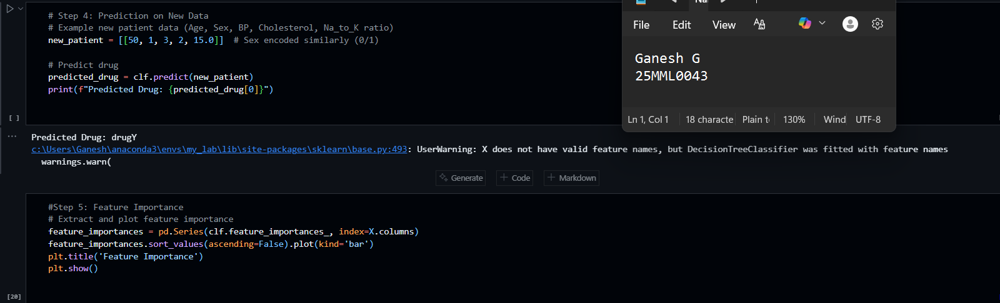 # Step 4: Prediction on New Data
# Example new patient data (Age, Sex, BP, Cholesterol, Na_to_K ratio)
new_patient = [[50, 1, 3, 2, 15.0]]  # Sex encoded similarly (0/1)
# Predict drug
predicted_drug = clf.predict(new_patient)
print(f"Predicted Drug: {predicted_drug[0]}")
[ ]
File Edit View
Ganesh G
25MML0043
Ln 1, Col 1 18 characte Plain t 130% Wind UTF-8
...
Predicted Drug: drugY
c:\Users\Ganesh\anaconda3\envs\my_lab\lib\site-packages\sklearn\base.py:493: UserWarning: X does not have valid feature names, but DecisionTreeClassifier was fitted with feature names
  warnings.warn(
Generate + Code + Markdown
#Step 5: Feature Importance
# Extract and plot feature importance
feature_importances = pd.Series(clf.feature_importances_, index=X.columns)
feature_importances.sort_values(ascending=False).plot(kind='bar')
plt.title('Feature Importance')
plt.show()
[20]